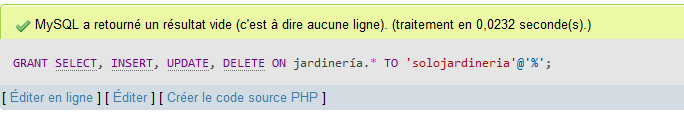 MySQL a retourné un résultat vide (c'est à dire aucune ligne). (traitement en 0,0232 seconde(s).)
GRANT SELECT, INSERT, UPDATE, DELETE ON jardinería.* TO 'solojardineria'@'%';
[ Éditer en ligne ] [ Éditer ] [ Créer le code source PHP ]